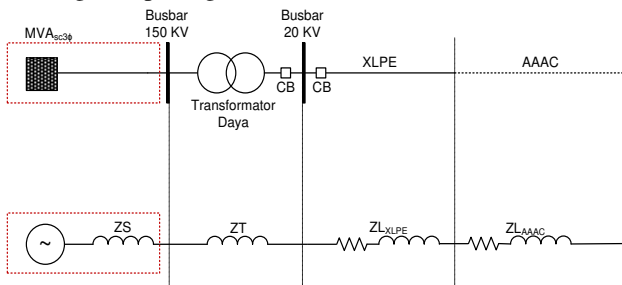 Busbar
150 KV
Busbar
20 KV
MVAsc3ϕ
XLPE
AAAC
CB
CB
Transformator
Daya
~
ZS
ZT
ZLXLPE
ZLAAAC